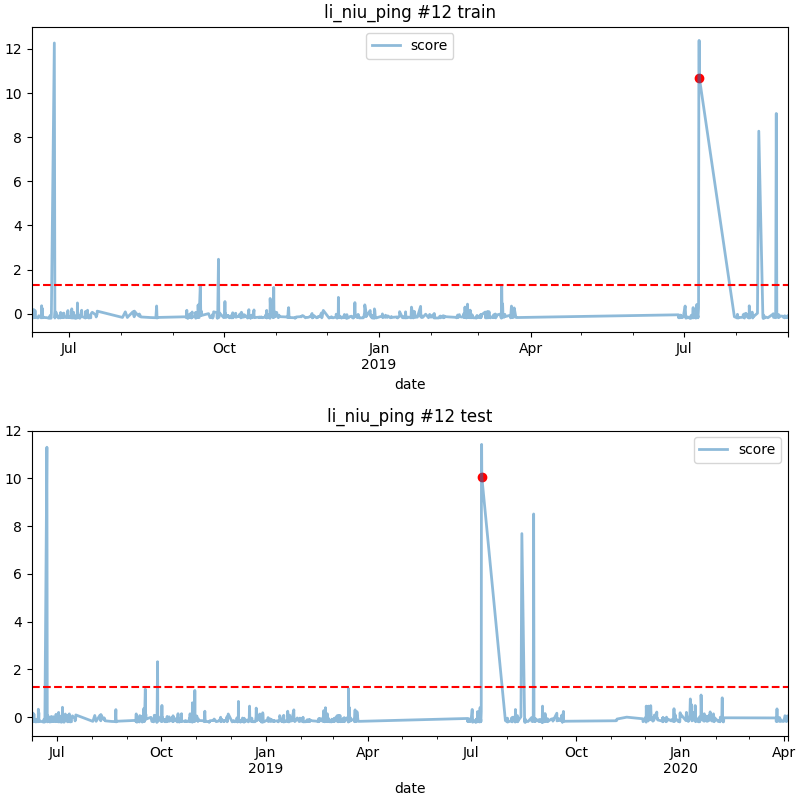 li_niu_ping #12 train
score
12
10
8
6
4
2
0
Jul
Oct
Jan
2019
Apr
Jul
date
li_niu_ping #12 test
score
12
10
8
6
4
2
0
Jul
Oct
Jan
2019
Apr
Jul
Oct
Jan
2020
Apr
date